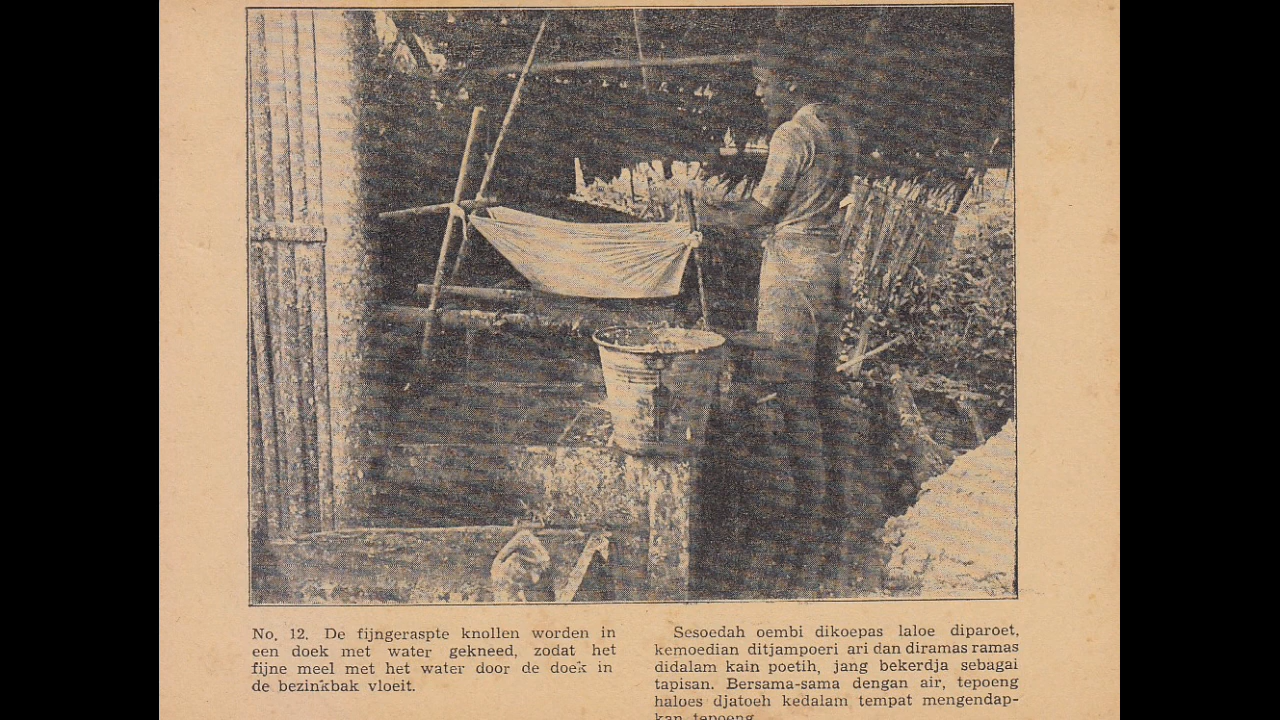 No. 12. De fijngeraspte knollen worden in
een doek met water gekneed, zodat het
fijne meel met het water door de doek in
de bezinkbak vloeit.
Sesoedah oembi dikoepas laloe diparoet,
kemoedian ditjampoeri ari dan diramas ramas
didalam kain poetih, jang bekerdja sebagai
tapisan. Bersama-sama dengan air, tepoeng
haloes djatoeh kedalam tempat mengendap-
kan tepoeng